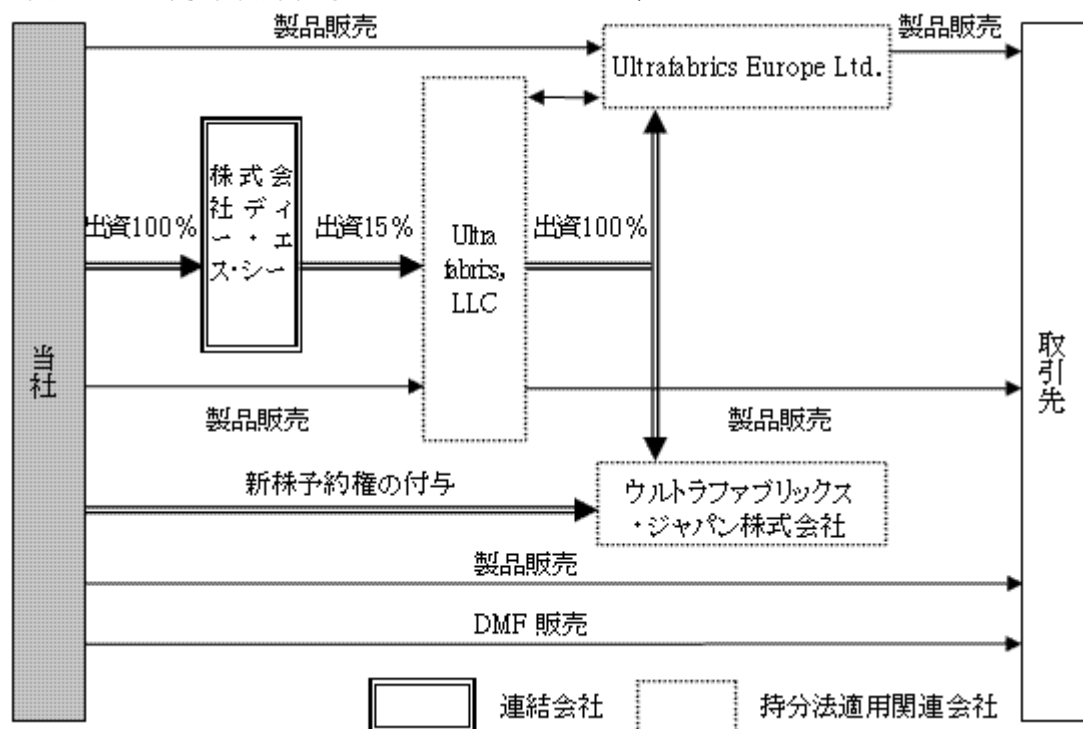 製品販売
製品販売
Ultrafabrics Europe Ltd.
株式会
社ディ
ー・エ
ス・シー
出資100%
出資15%
Ultra
fabrics,
LLC
出資100%
当社
取引先
製品販売
製品販売
新株予約権の付与
ウルトラファブリックス
・ジャパン株式会社
製品販売
DMF 販売
連結会社
持分法適用関連会社